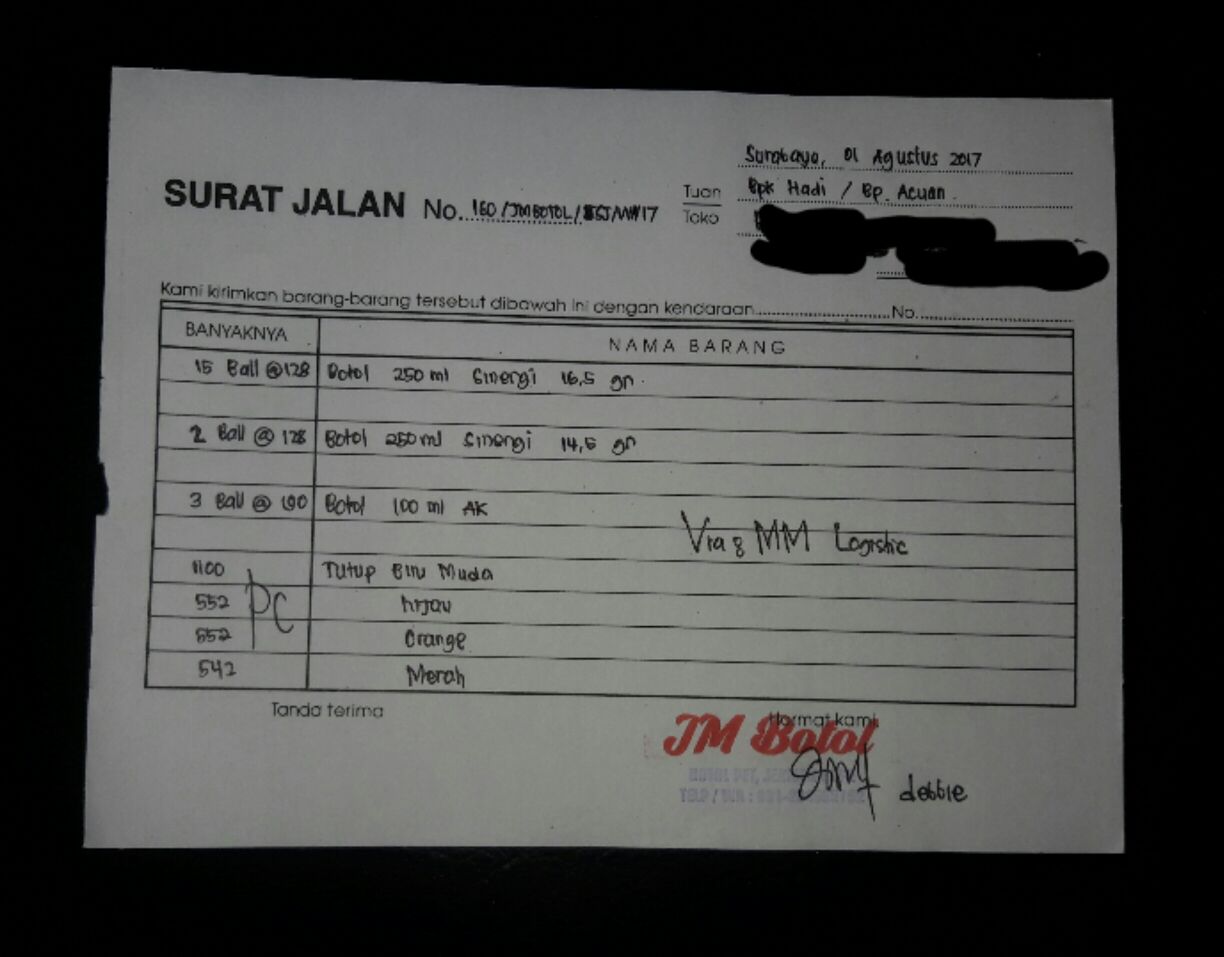 Surabaya, 01 Agustus 2017
SURAT JALAN No. 160/JMBOTOL/
Tuan Bpk Hadi / Bp. Acuan
Toko
Kami kirimkan barang-barang tersebut dibawah ini dengan kendaraan No.
BANYAKNYA NAMA BARANG
15 Ball @128 Botol 250 ml Sinergi 16,5 gr.
2 Ball @ 128 Botol 250 ml Sinergi 14,5 gr
3 Ball @ 190 Botol 100 ml AK
Via 8 MM Logistic
1100 Tutup Biru Muda
552 PC hijau
552 Orange
542 Merah
Tanda terima Hormat kami,
JM Botol
debbie